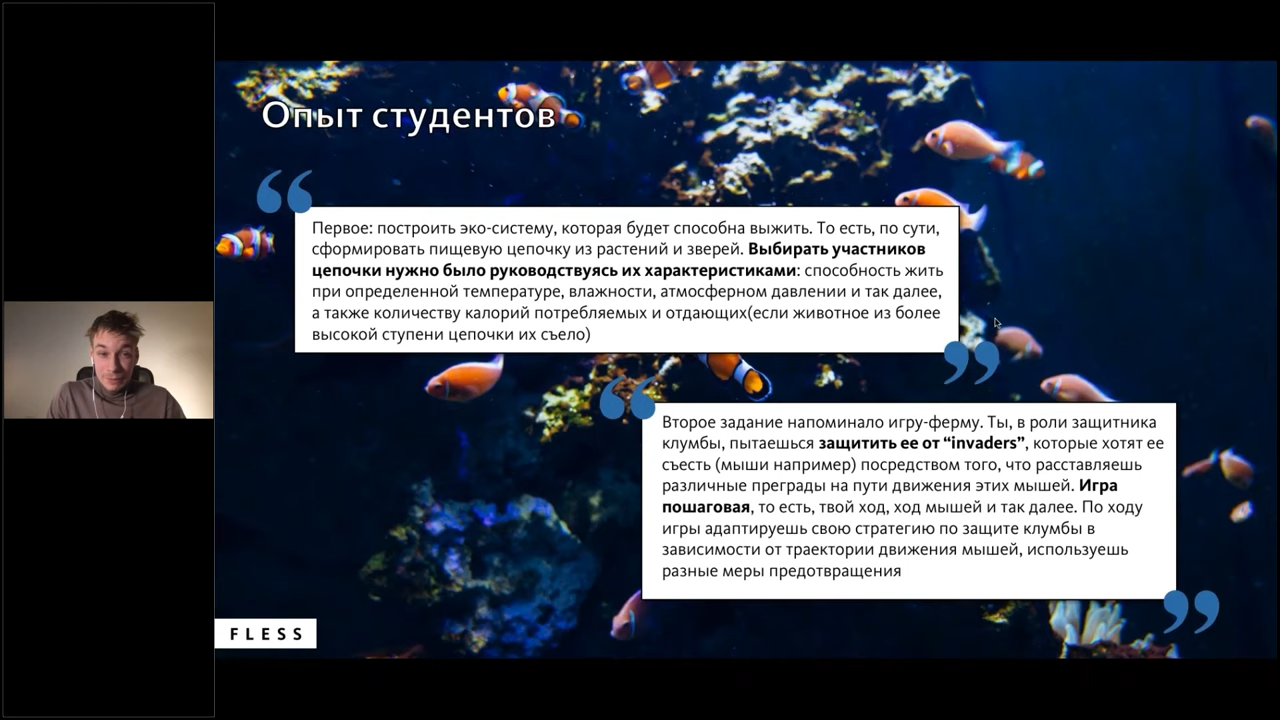 Опыт студентов
Первое: построить эко-систему, которая будет способна выжить. То есть, по сути,
сформировать пищевую цепочку из растений и зверей. Выбирать участников
цепочки нужно было руководствуясь их характеристиками: способность жить
при определенной температуре, влажности, атмосферном давлении и так далее,
а также количеству калорий потребляемых и отдающих(если животное из более
высокой ступени цепочки их съело)
Второе задание напоминало игру-ферму. Ты, в роли защитника
клумбы, пытаешься защитить ее от “invaders”, которые хотят ее
съесть (мыши например) посредством того, что расставляешь
различные преграды на пути движения этих мышей. Игра
пошаговая, то есть, твой ход, ход мышей и так далее. По ходу
игры адаптируешь свою стратегию по защите клумбы в
зависимости от траектории движения мышей, используешь
разные меры предотвращения
FLESS